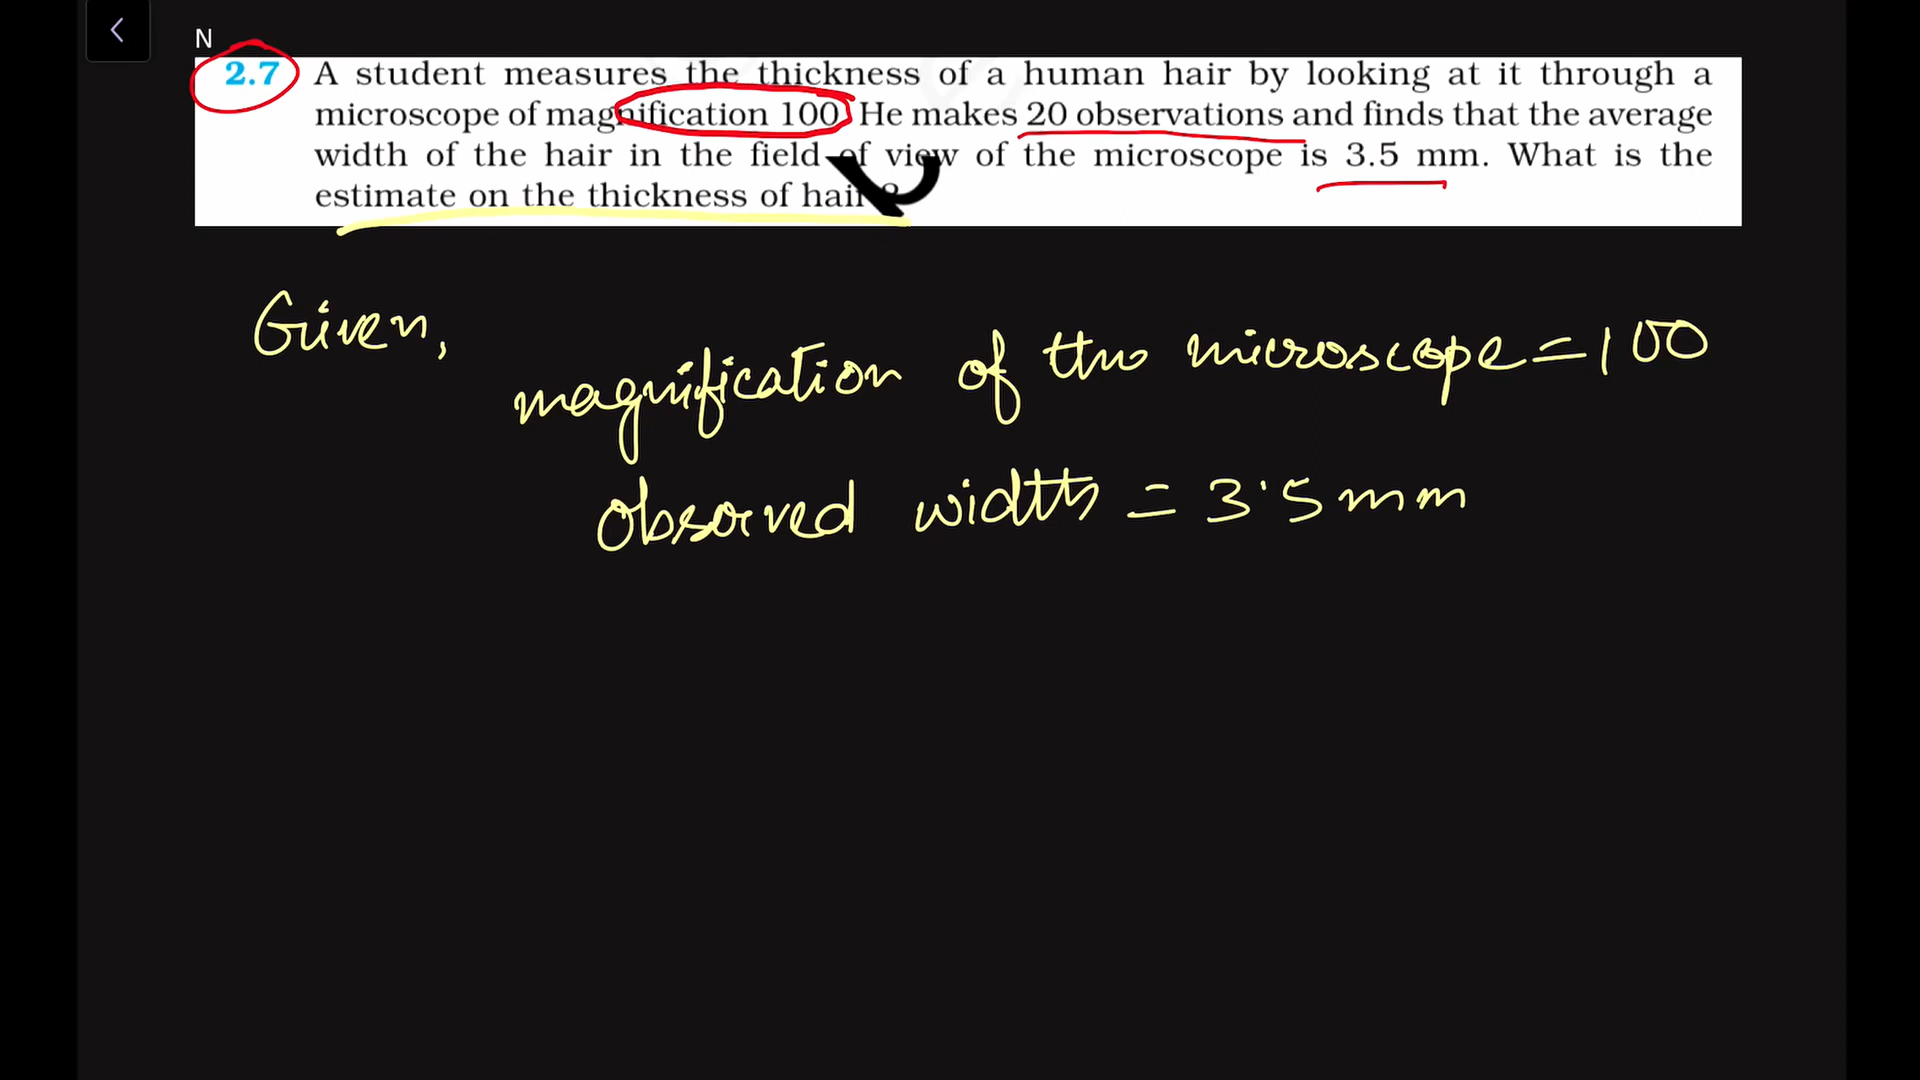 N
2.7 A student measures the thickness of a human hair by looking at it through a
microscope of magnification 100. He makes 20 observations and finds that the average
width of the hair in the field of view of the microscope is 3.5 mm. What is the
estimate on the thickness of hair ?
Given,
magnification of the microscope = 100
Observed width = 3.5 mm